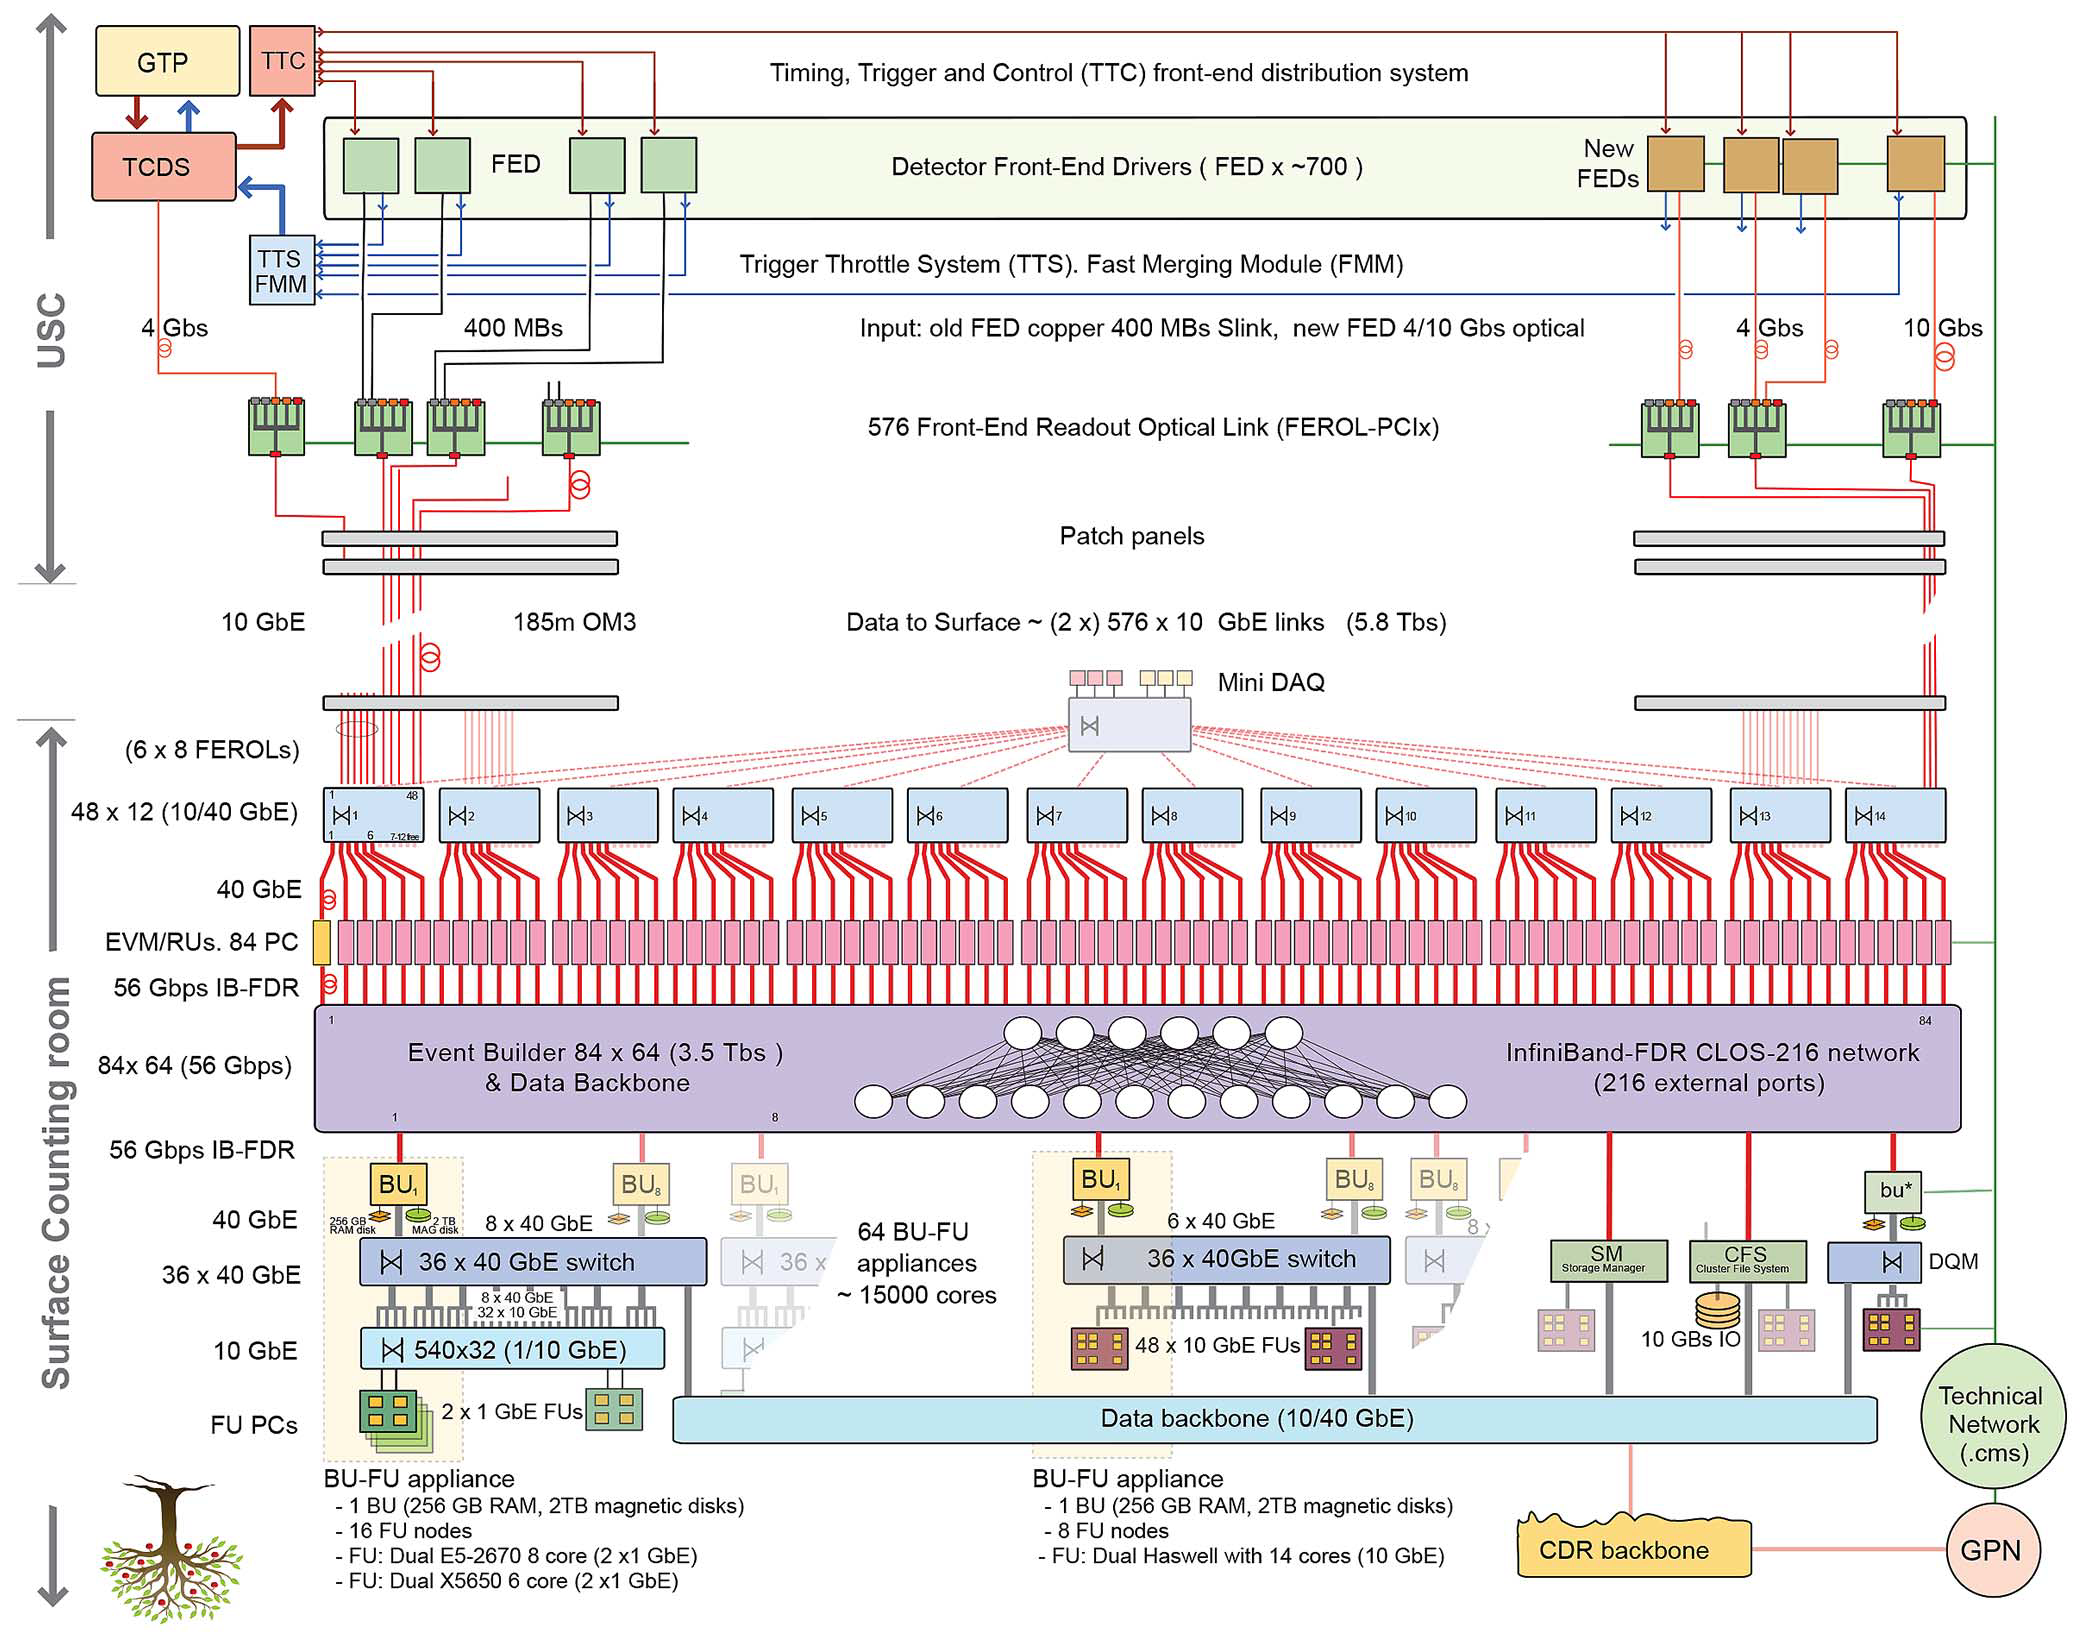 GTP
TTC
Timing, Trigger and Control (TTC) front-end distribution system
TCDS
FED
Detector Front-End Drivers ( FED x ~700 )
New
FEDs
TTS
FMM
Trigger Throttle System (TTS). Fast Merging Module (FMM)
USC
4 Gbs
400 MBs
Input: old FED copper 400 MBs Slink, new FED 4/10 Gbs optical
4 Gbs
10 Gbs
576 Front-End Readout Optical Link (FEROL-PCIx)
Patch panels
10 GbE
185m OM3
Data to Surface ~ (2 x) 576 x 10 GbE links (5.8 Tbs)
Mini DAQ
(6 x 8 FEROLs)
48 x 12 (10/40 GbE)
1 48
1
1 6 7-12 free
2
3
4
5
6
7
8
9
10
11
12
13
14
40 GbE
EVM/RUs. 84 PC
56 Gbps IB-FDR
Surface Counting room
84x 64 (56 Gbps)
1
84
Event Builder 84 x 64 (3.5 Tbs )
& Data Backbone
InfiniBand-FDR CLOS-216 network
(216 external ports)
1
8
56 Gbps IB-FDR
BU1
BU8
BU1
BU1
BU8
BU8
bu*
256 GB
RAM disk
2 TB
MAG disk
40 GbE
8 x 40 GbE
64 BU-FU
appliances
~ 15000 cores
6 x 40 GbE
8 x
36 x 40 GbE
36 x 40 GbE switch
36 x
36 x 40GbE switch
SM
Storage Manager
CFS
Cluster File System
DQM
8 x 40 GbE
32 x 10 GbE
10 GbE
540x32 (1/10 GbE)
48 x 10 GbE FUs
10 GBs IO
FU PCs
2 x 1 GbE FUs
Data backbone (10/40 GbE)
Technical
Network
(.cms)
BU-FU appliance
- 1 BU (256 GB RAM, 2TB magnetic disks)
- 16 FU nodes
- FU: Dual E5-2670 8 core (2 x1 GbE)
- FU: Dual X5650 6 core (2 x1 GbE)
BU-FU appliance
- 1 BU (256 GB RAM, 2TB magnetic disks)
- 8 FU nodes
- FU: Dual Haswell with 14 cores (10 GbE)
CDR backbone
GPN